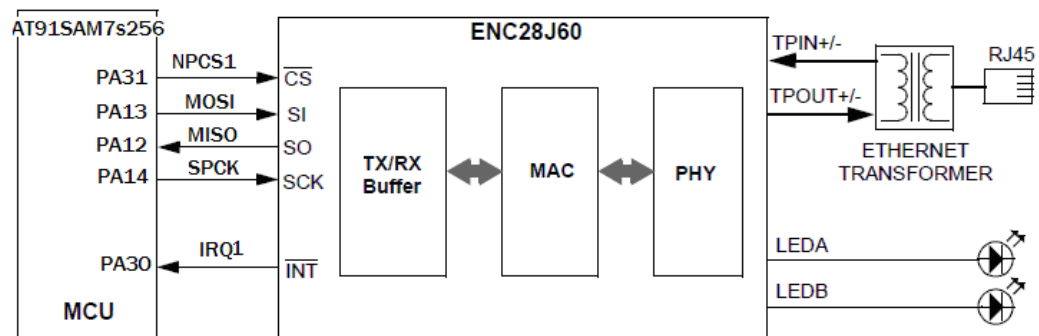 AT91SAM7s256
ENC28J60
NPCS1
PA31
CS
MOSI
PA13
SI
MISO
PA12
SO
SPCK
PA14
SCK
IRQ1
PA30
INT
MCU
TX/RX
Buffer
MAC
PHY
TPIN+/-
TPOUT+/-
RJ45
ETHERNET
TRANSFORMER
LEDA
LEDB